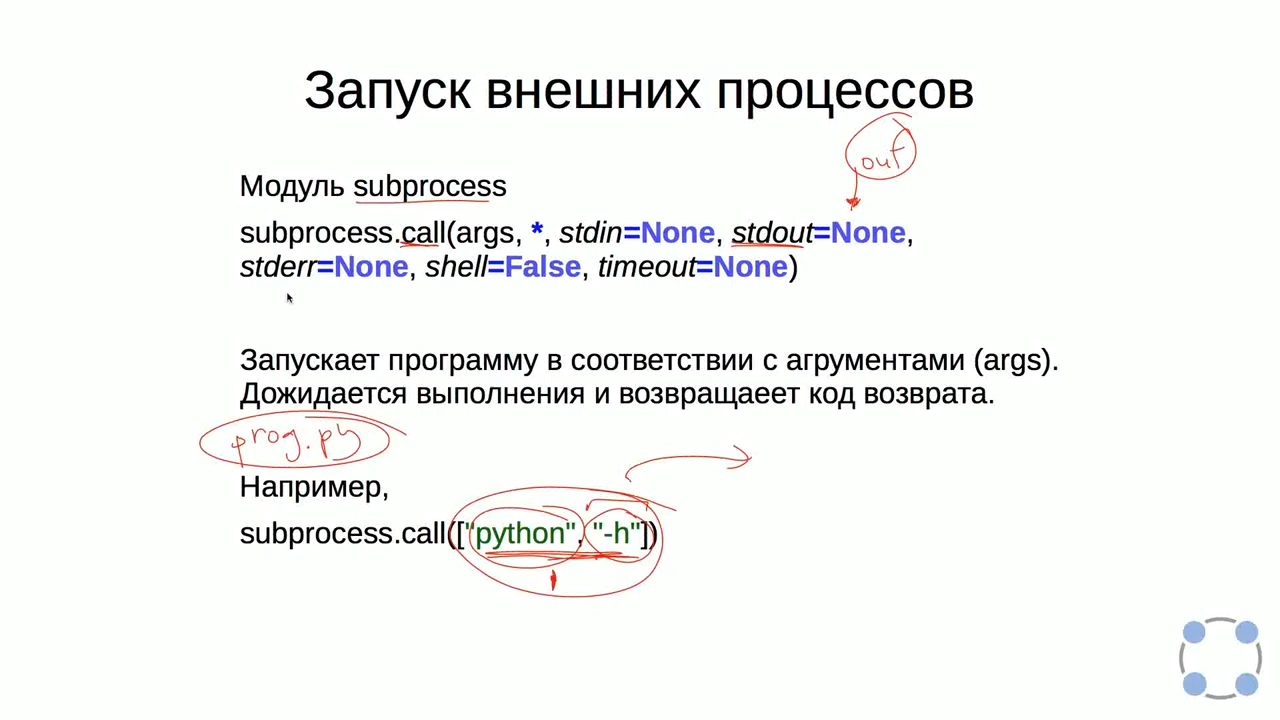 Запуск внешних процессов
out
Модуль subprocess
subprocess.call(args, *, stdin=None, stdout=None,
stderr=None, shell=False, timeout=None)
Запускает программу в соответствии с агрументами (args).
Дожидается выполнения и возвращаеет код возврата.
prog.py
Например,
subprocess.call(["python", "-h"])